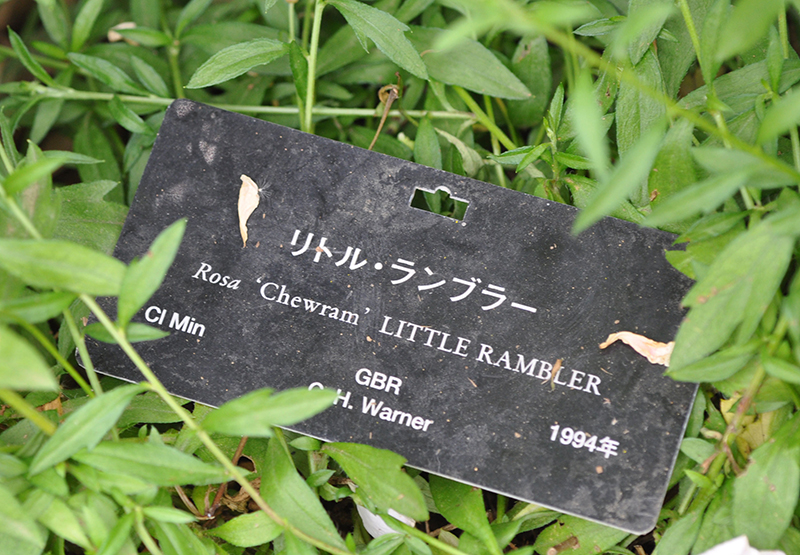 リトル・ランブラー
Rosa ‘Chewram’ LITTLE RAMBLER
Cl Min
GBR
H. Warner
1994年